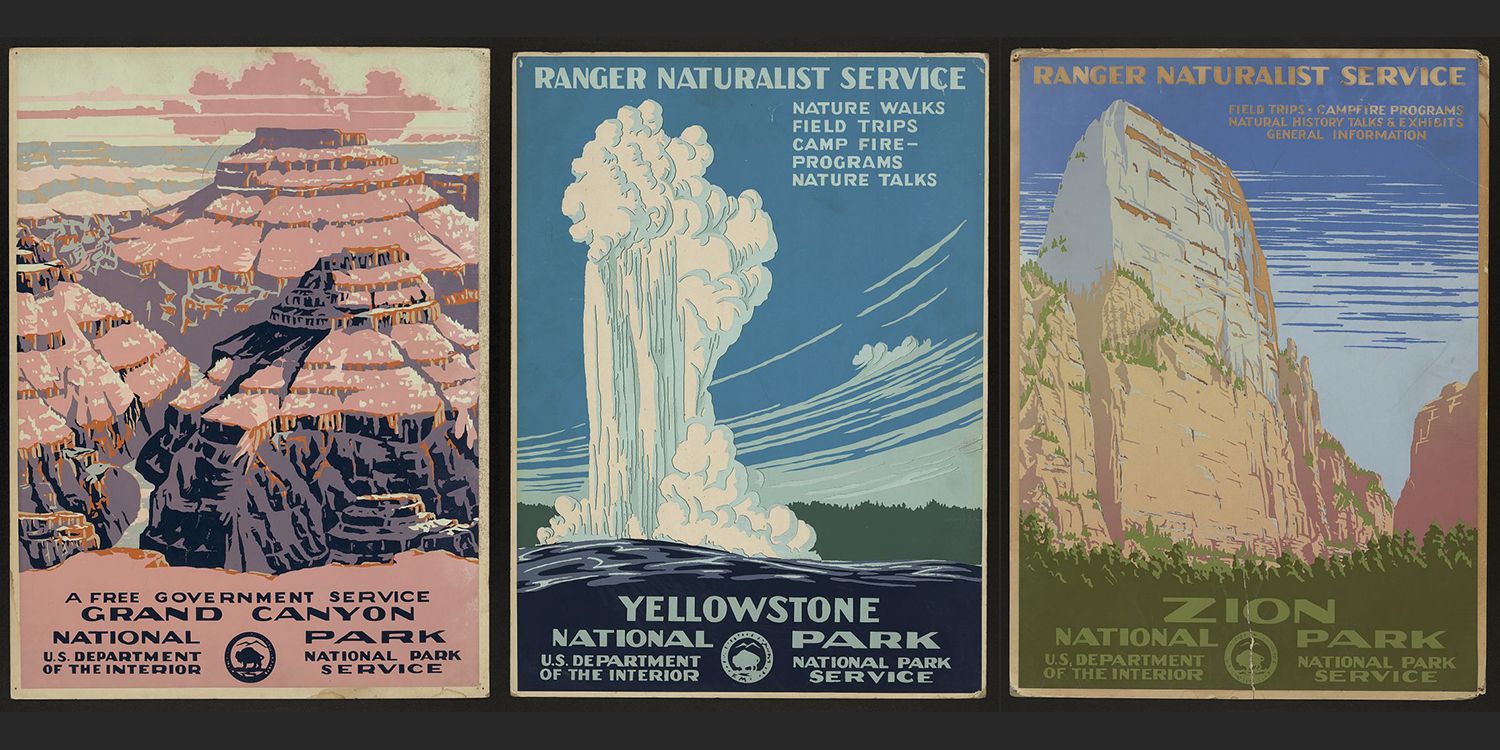 A FREE GOVERNMENT SERVICE
GRAND CANYON
NATIONAL PARK
U.S. DEPARTMENT OF THE INTERIOR
NATIONAL PARK SERVICE
RANGER NATURALIST SERVICE
NATURE WALKS
FIELD TRIPS
CAMP FIRE-
PROGRAMS
NATURE TALKS
YELLOWSTONE
NATIONAL PARK
U.S. DEPARTMENT OF THE INTERIOR
NATIONAL PARK SERVICE
RANGER NATURALIST SERVICE
FIELD TRIPS • CAMPFIRE PROGRAMS
NATURAL HISTORY TALKS & EXHIBITS
GENERAL INFORMATION
ZION
NATIONAL PARK
U.S. DEPARTMENT OF THE INTERIOR
NATIONAL PARK SERVICE